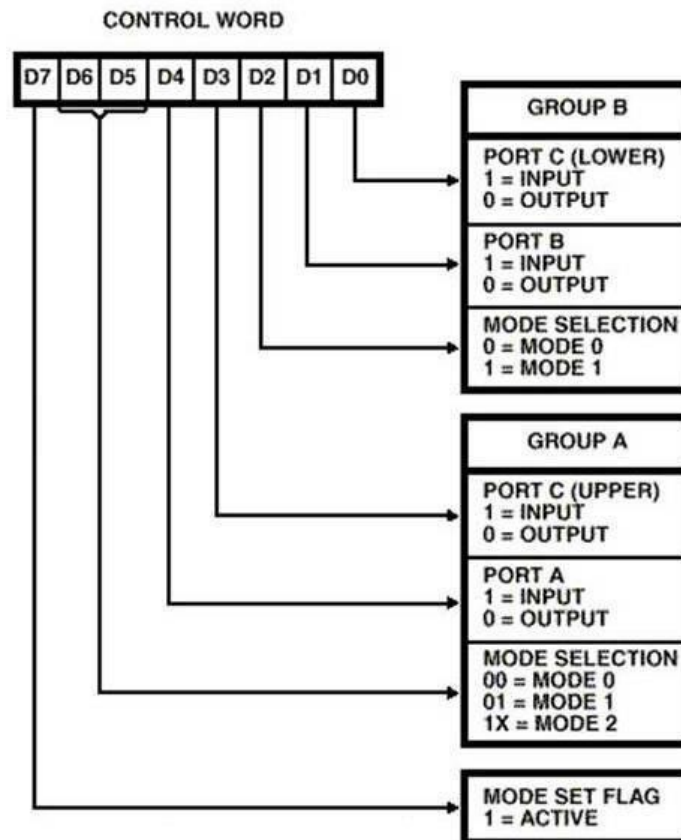 CONTROL WORD
D7 D6 D5 D4 D3 D2 D1 D0
GROUP B
PORT C (LOWER)
1 = INPUT
0 = OUTPUT
PORT B
1 = INPUT
0 = OUTPUT
MODE SELECTION
0 = MODE 0
1 = MODE 1
GROUP A
PORT C (UPPER)
1 = INPUT
0 = OUTPUT
PORT A
1 = INPUT
0 = OUTPUT
MODE SELECTION
00 = MODE 0
01 = MODE 1
1X = MODE 2
MODE SET FLAG
1 = ACTIVE